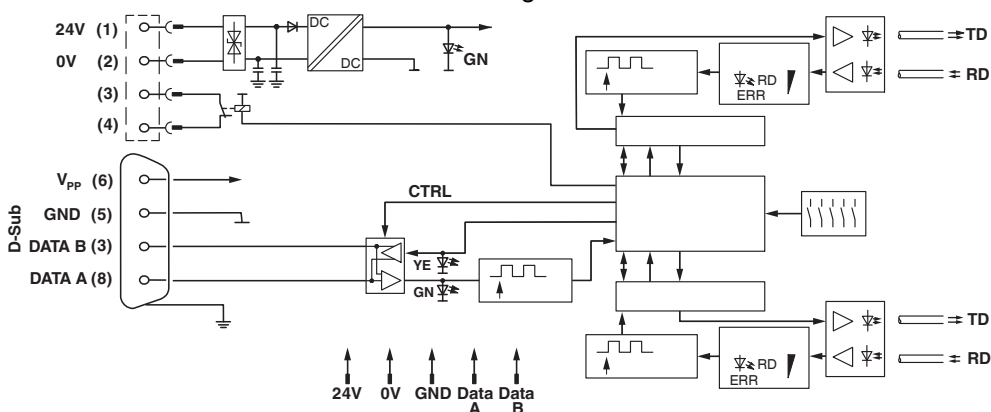 24V (1)
0V (2)
(3)
(4)
DC
DC
GN
D-Sub
V_PP (6)
GND (5)
DATA B (3)
DATA A (8)
CTRL
YE
GN
RD
ERR
TD
RD
RD
ERR
TD
RD
24V 0V GND Data A Data B